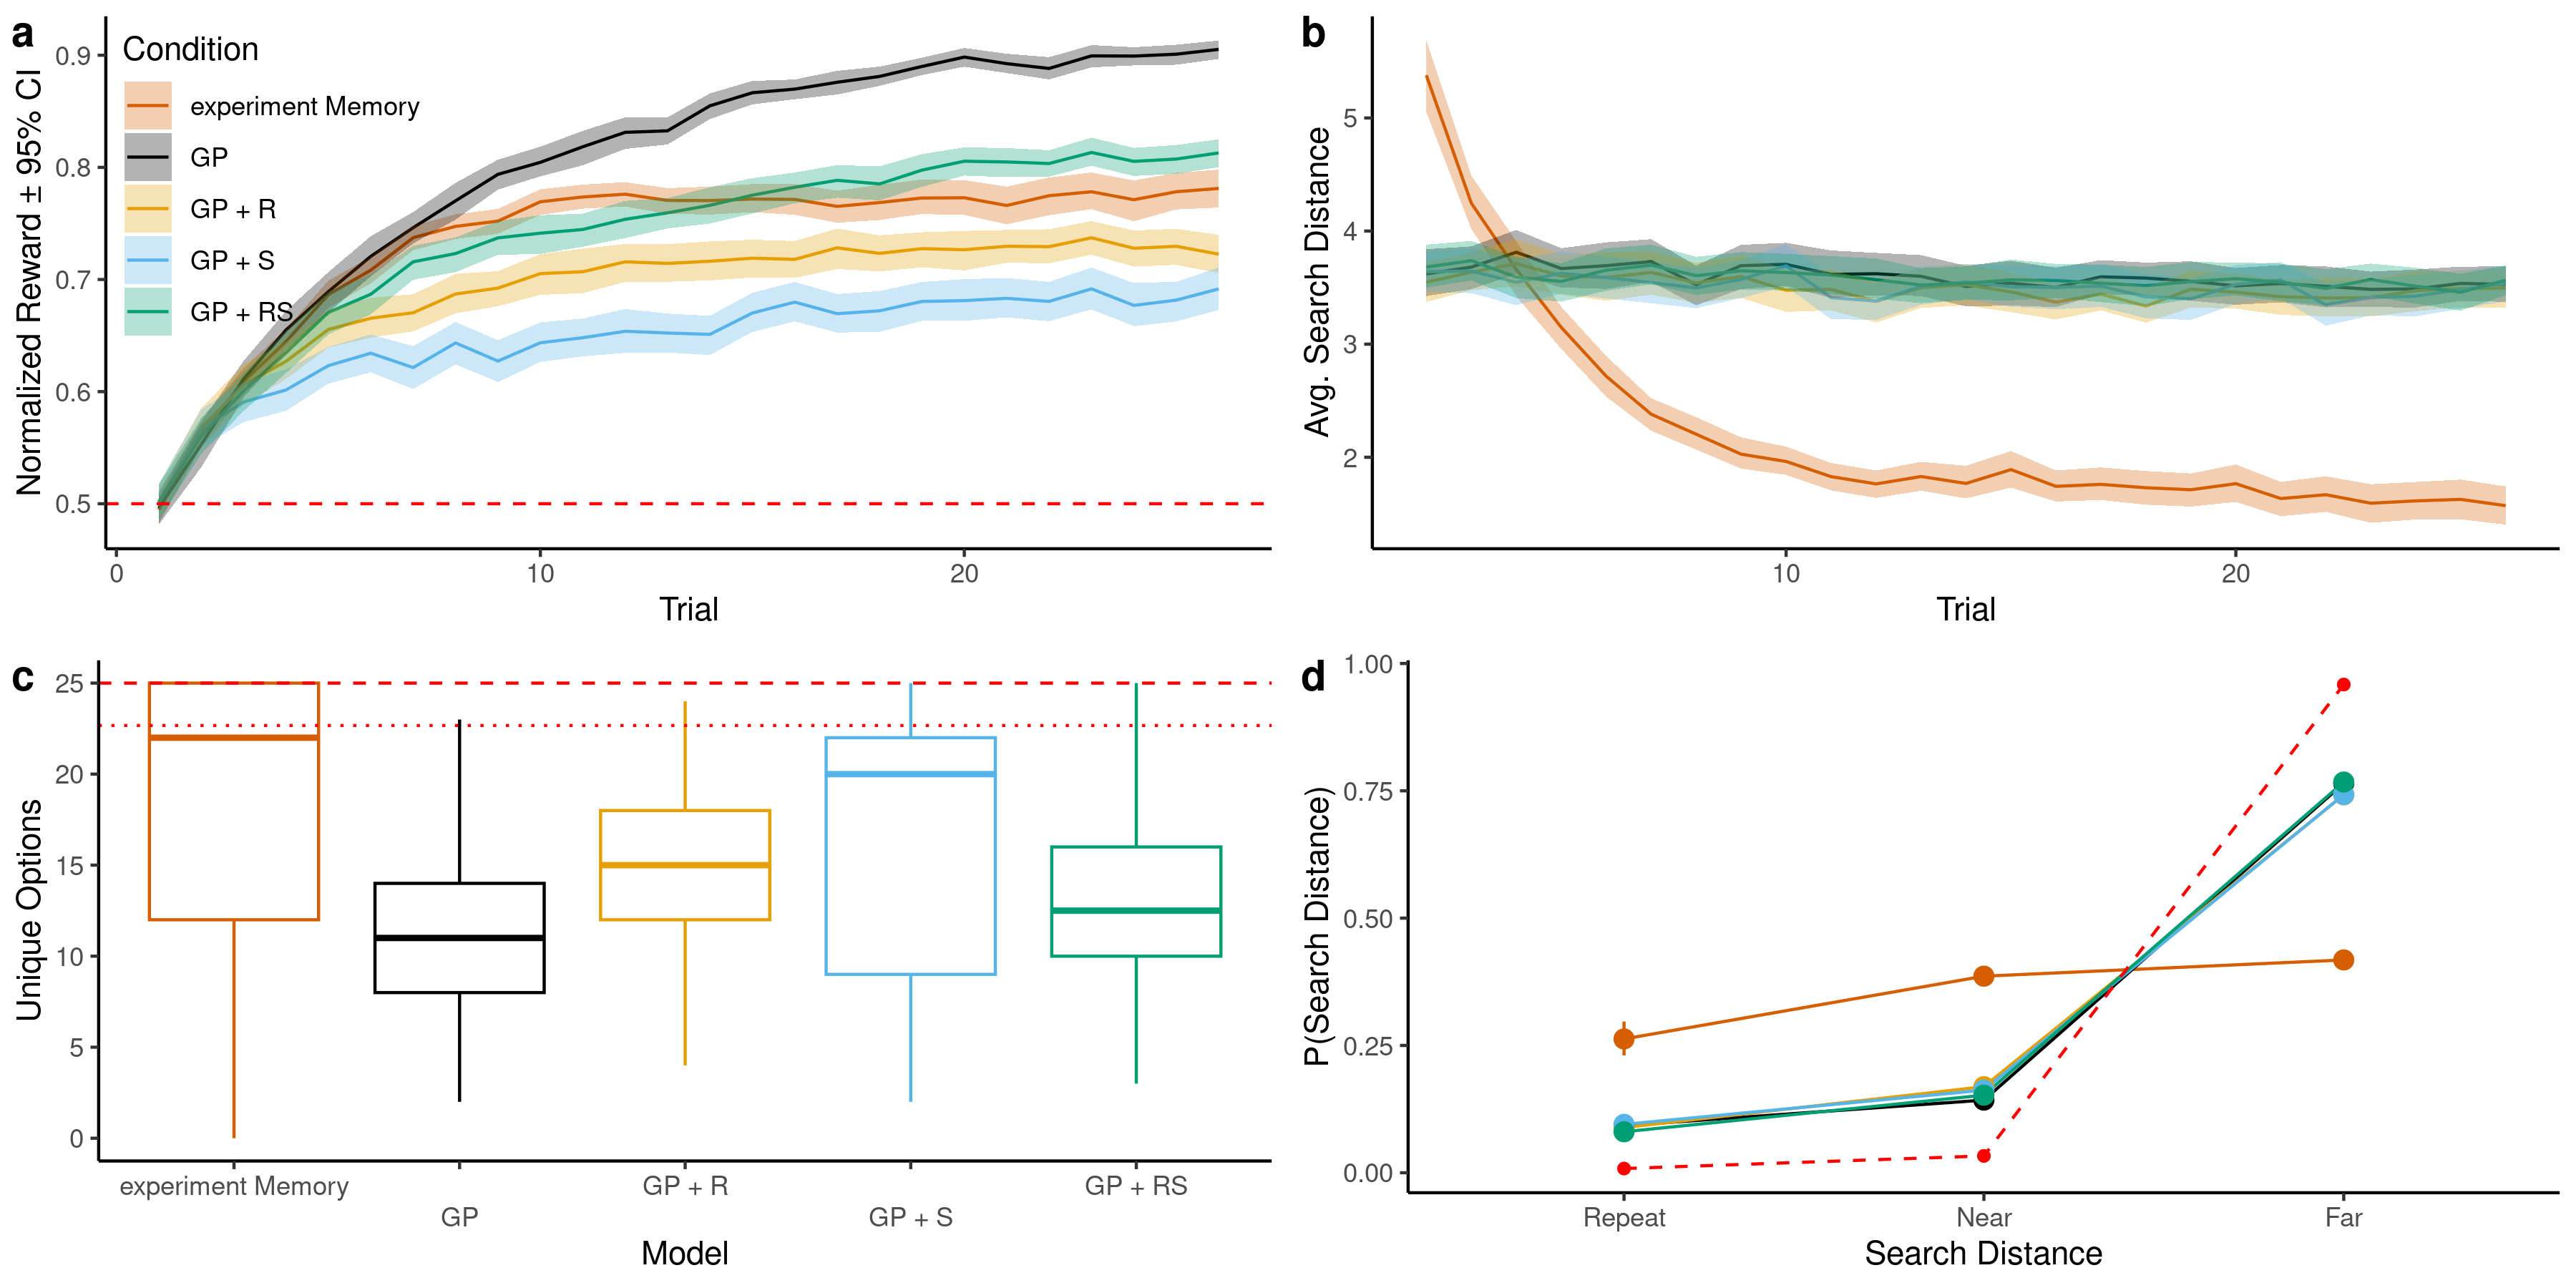 a
Condition
experiment Memory
GP
GP + R
GP + S
GP + RS
Normalized Reward ± 95% CI
0.9
0.8
0.7
0.6
0.5
0
10
20
Trial
b
Avg. Search Distance
5
4
3
2
10
20
Trial
c
Unique Options
25
20
15
10
5
0
experiment Memory
GP
GP + R
GP + S
GP + RS
Model
d
P(Search Distance)
1.00
0.75
0.50
0.25
0.00
Repeat
Near
Far
Search Distance